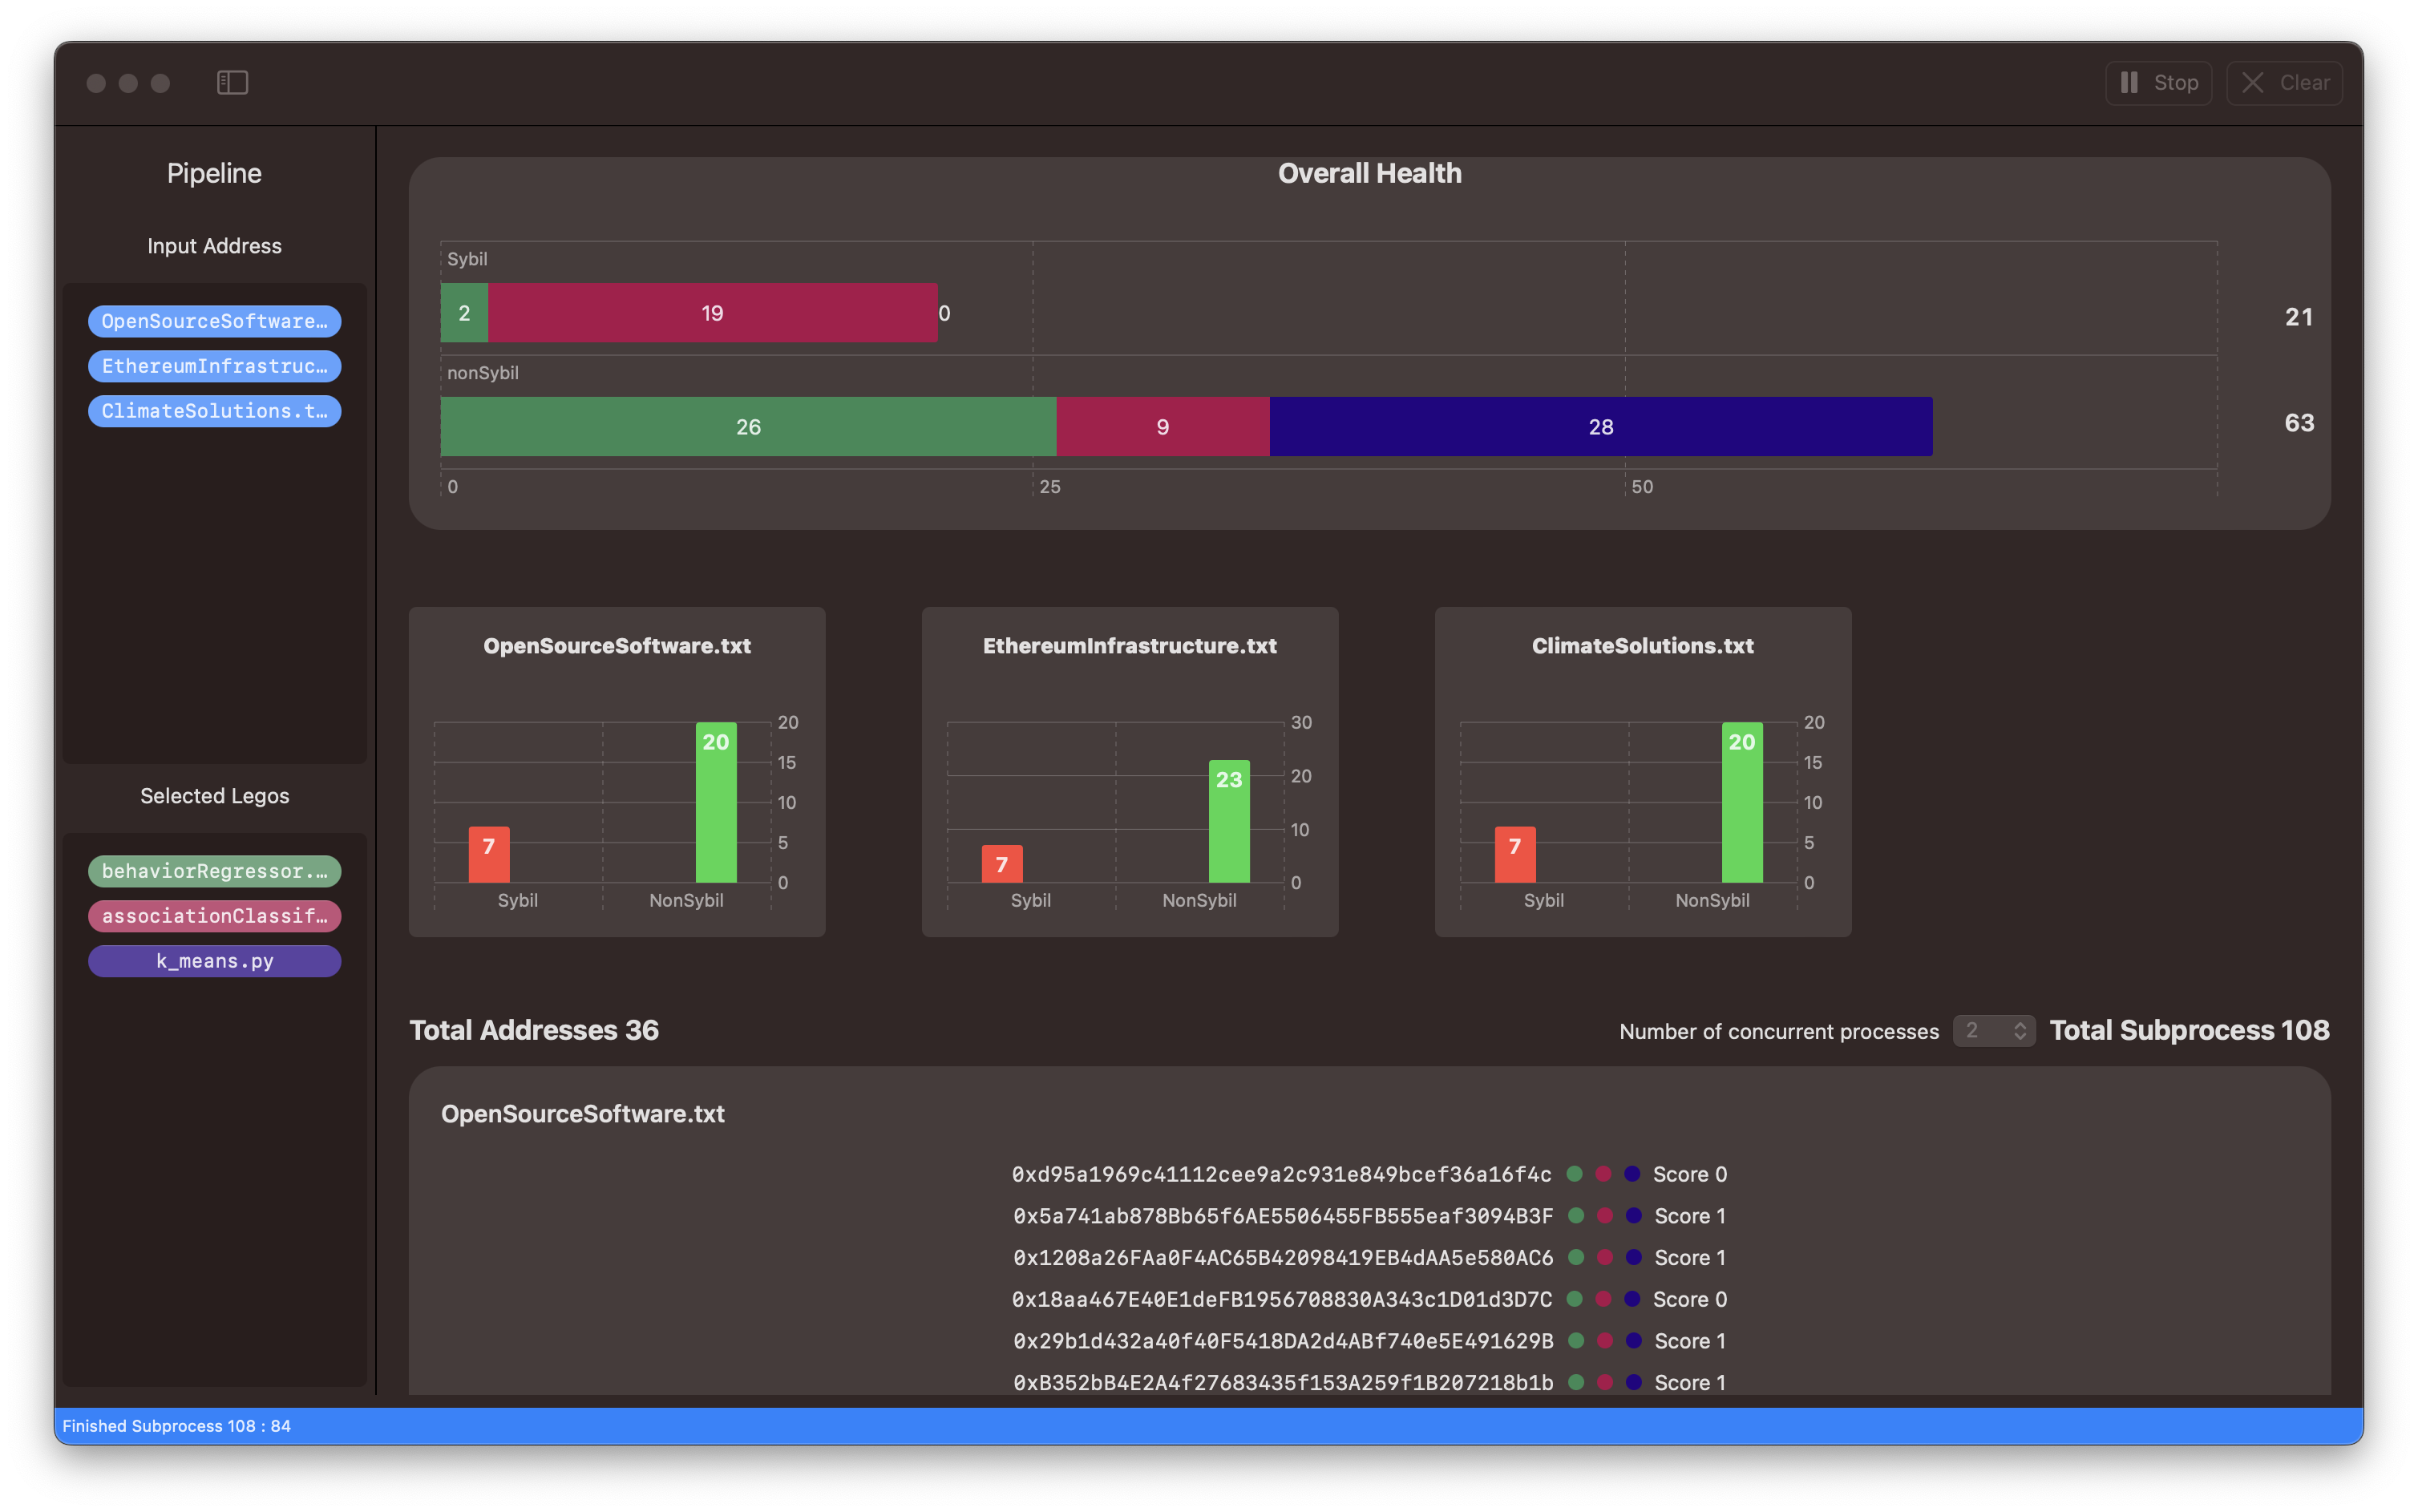 Stop
Clear
Pipeline
Input Address
OpenSourceSoftware…
EthereumInfrastruc…
ClimateSolutions.t…
Selected Legos
behaviorRegressor.…
associationClassif…
k_means.py
Overall Health
Sybil
2 19 0
21
nonSybil
26 9 28
63
0 25 50
OpenSourceSoftware.txt
20
15
10
5
0
7
20
Sybil NonSybil
EthereumInfrastructure.txt
30
20
10
0
7
23
Sybil NonSybil
ClimateSolutions.txt
20
15
10
5
0
7
20
Sybil NonSybil
Total Addresses 36
Number of concurrent processes 2 Total Subprocess 108
OpenSourceSoftware.txt
0xd95a1969c41112cee9a2c931e849bcef36a16f4c Score 0
0x5a741ab878Bb65f6AE5506455FB555eaf3094B3F Score 1
0x1208a26FAa0F4AC65B42098419EB4dAA5e580AC6 Score 1
0x18aa467E40E1deFB1956708830A343c1D01d3D7C Score 0
0x29b1d432a40f40F5418DA2d4ABf740e5E491629B Score 1
0xB352bB4E2A4f27683435f153A259f1B207218b1b Score 1
Finished Subprocess 108 : 84